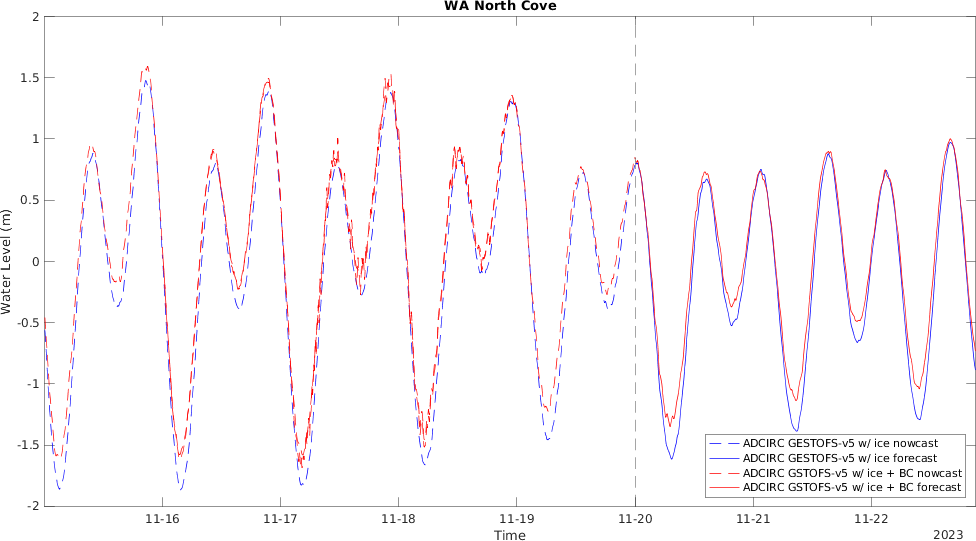 WA North Cove
2
1.5
1
0.5
0
-0.5
-1
-1.5
-2
Water Level (m)
11-16 11-17 11-18 11-19 11-20 11-21 11-22
Time
2023
ADCIRC GESTOFS-v5 w/ ice nowcast
ADCIRC GESTOFS-v5 w/ ice forecast
ADCIRC GSTOFS-v5 w/ ice + BC nowcast
ADCIRC GSTOFS-v5 w/ ice + BC forecast